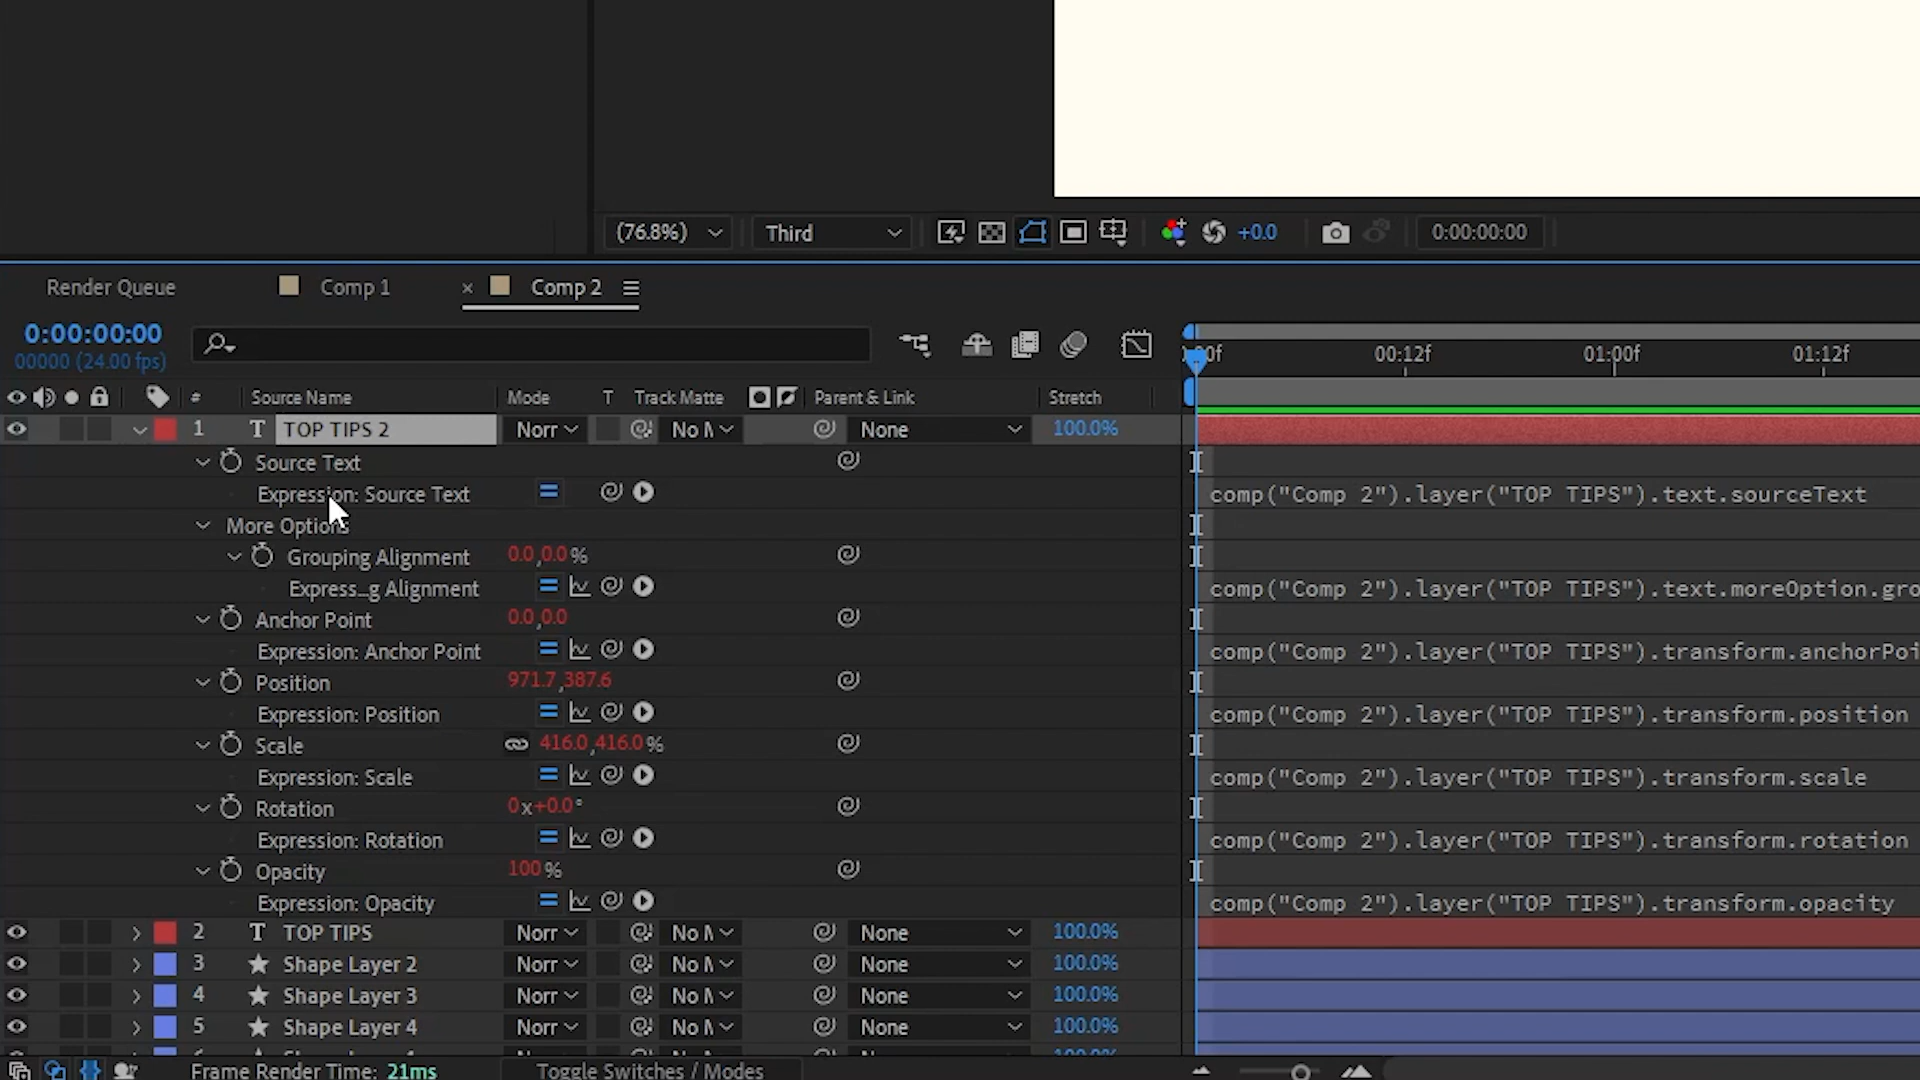 (76.8%) Third +0.0 0:00:00:00
Render Queue Comp 1 × Comp 2
0:00:00:00
00000 (24.00 fps)
00:12f 01:00f 01:12f
# Source Name Mode T Track Matte Parent & Link Stretch
1 T TOP TIPS 2 Norr No None 100.0%
Source Text
Expression: Source Text comp("Comp 2").layer("TOP TIPS").text.sourceText
More Options
Grouping Alignment 0.0,0.0%
Express_g Alignment comp("Comp 2").layer("TOP TIPS").text.moreOption.gro
Anchor Point 0.0,0.0
Expression: Anchor Point comp("Comp 2").layer("TOP TIPS").transform.anchorPoi
Position 971.7,387.6
Expression: Position comp("Comp 2").layer("TOP TIPS").transform.position
Scale 416.0,416.0%
Expression: Scale comp("Comp 2").layer("TOP TIPS").transform.scale
Rotation 0x+0.0°
Expression: Rotation comp("Comp 2").layer("TOP TIPS").transform.rotation
Opacity 100%
Expression: Opacity comp("Comp 2").layer("TOP TIPS").transform.opacity
2 T TOP TIPS Norr No None 100.0%
3 Shape Layer 2 Norr No None 100.0%
4 Shape Layer 3 Norr No None 100.0%
5 Shape Layer 4 Norr No None 100.0%
Frame Render Time: 21ms Toggle Switches / Modes